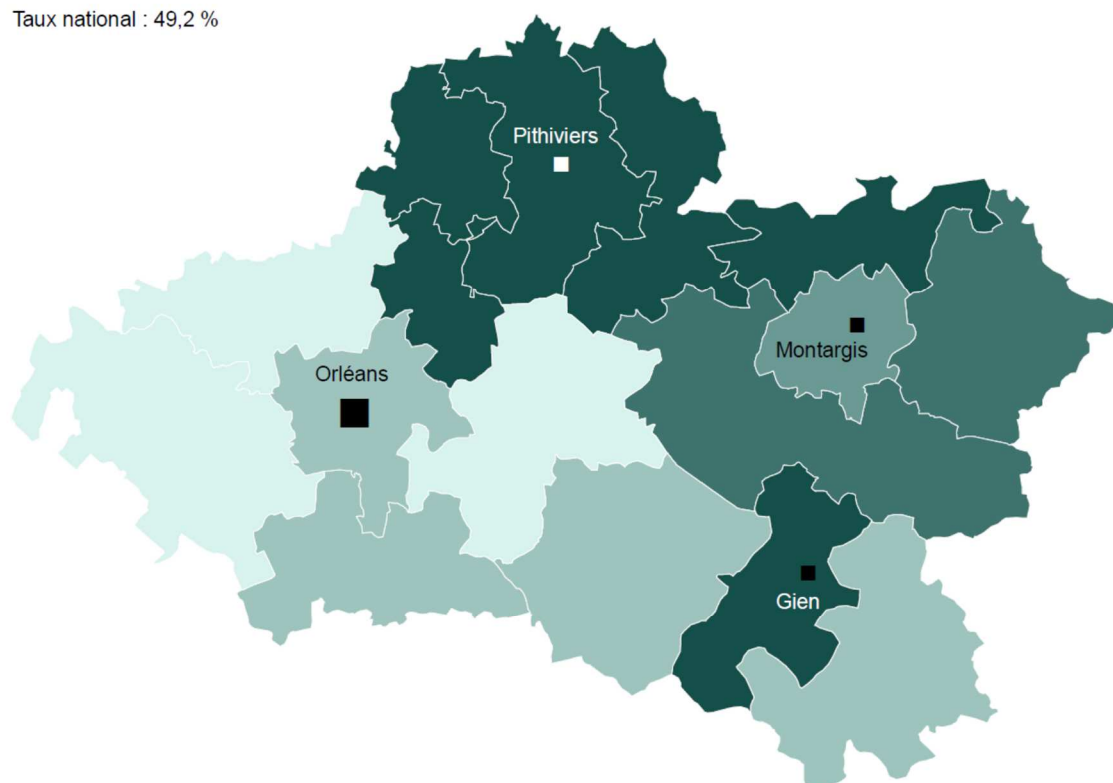 Taux national : 49,2 %
Pithiviers
Montargis
Orléans
Gien